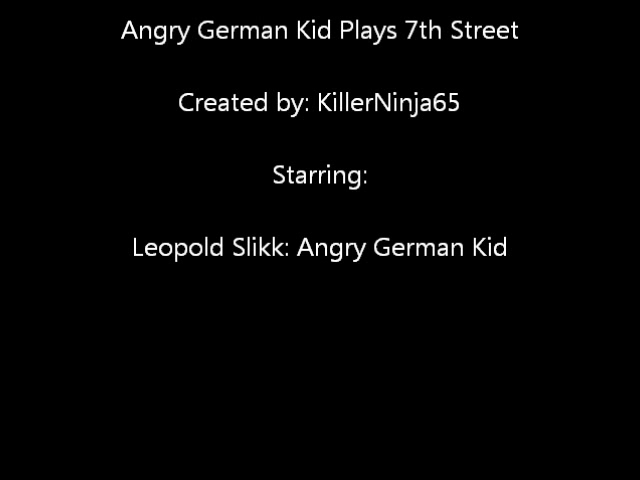 Angry German Kid Plays 7th Street
Created by: KillerNinja65
Starring:
Leopold Slikk: Angry German Kid